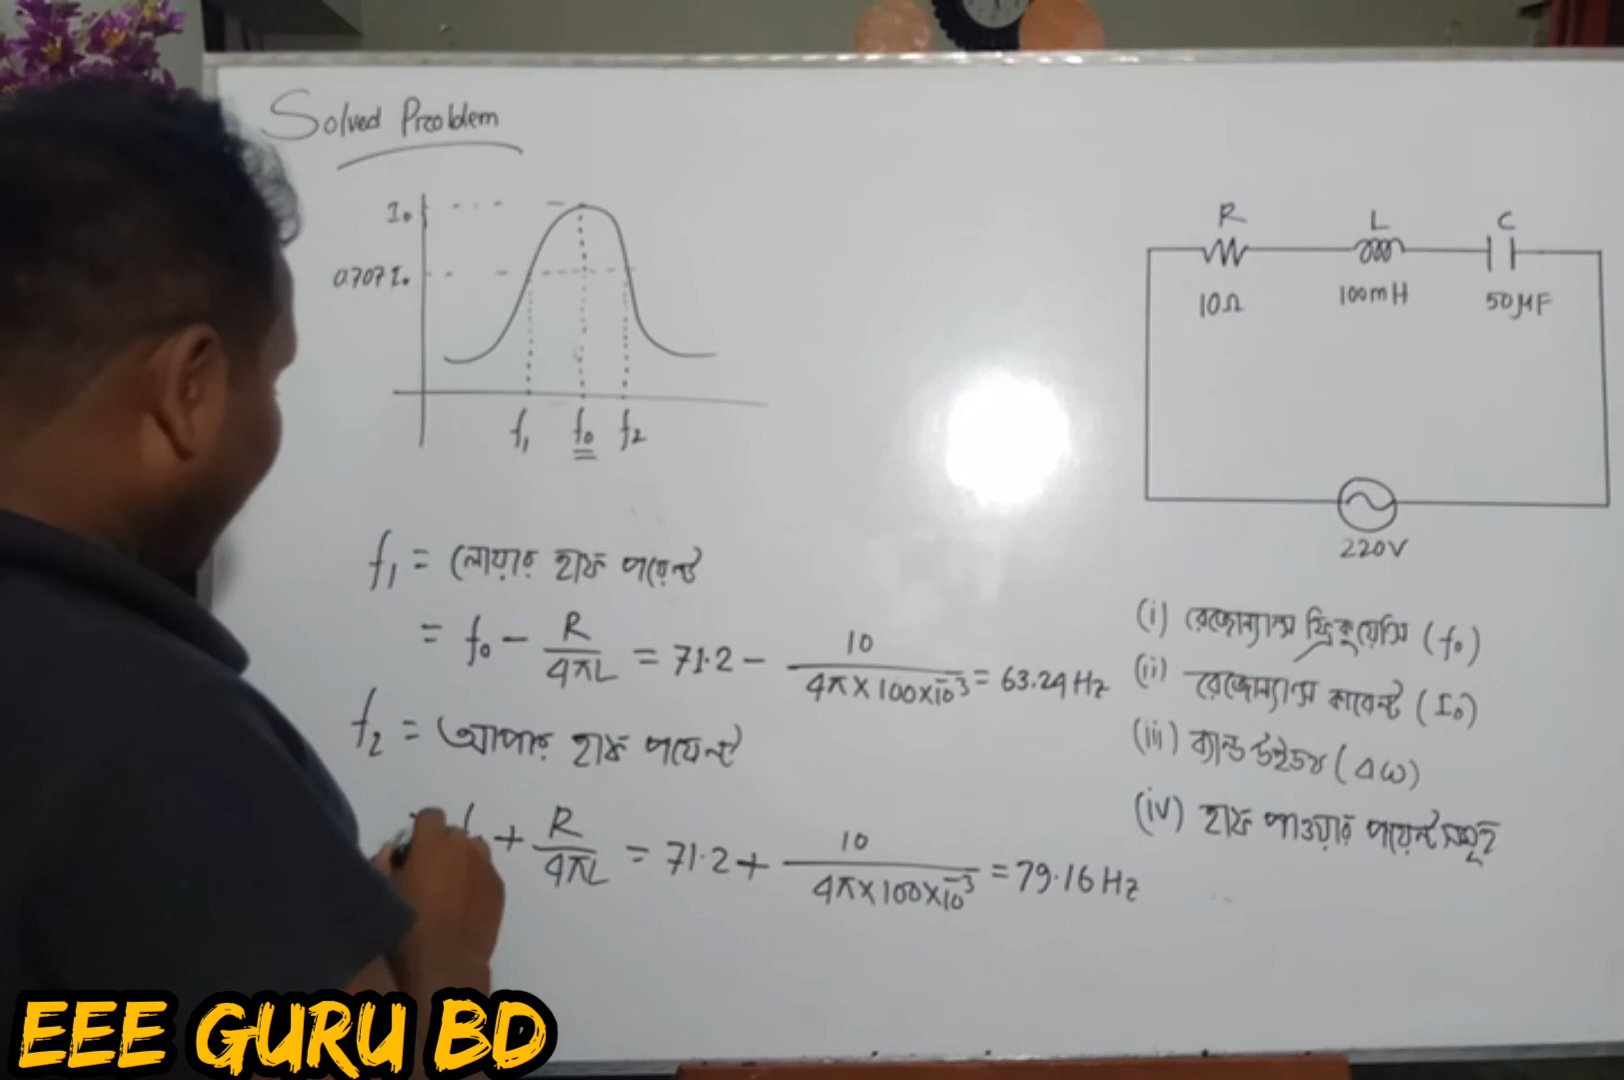 Solved Problem
I₀
0.707 I₀
f₁ f₀ f₂
R L C
10Ω 100mH 50μF
220V
f₁ = লোয়ার হাফ পয়েন্ট
= f₀ - R/4πL = 71.2 - 10/4π×100×10⁻³ = 63.24 Hz
f₂ = আপার হাফ পয়েন্ট
+ R/4πL = 71.2 + 10/4π×100×10⁻³ = 79.16 Hz
(i) রেজোন্যান্স ফ্রিকুয়েন্সি (f₀)
(ii) রেজোন্যান্স কারেন্ট (I₀)
(iii) ব্যান্ড উইডথ (Δω)
(iv) হাফ পাওয়ার পয়েন্ট সমূহ
EEE GURU BD